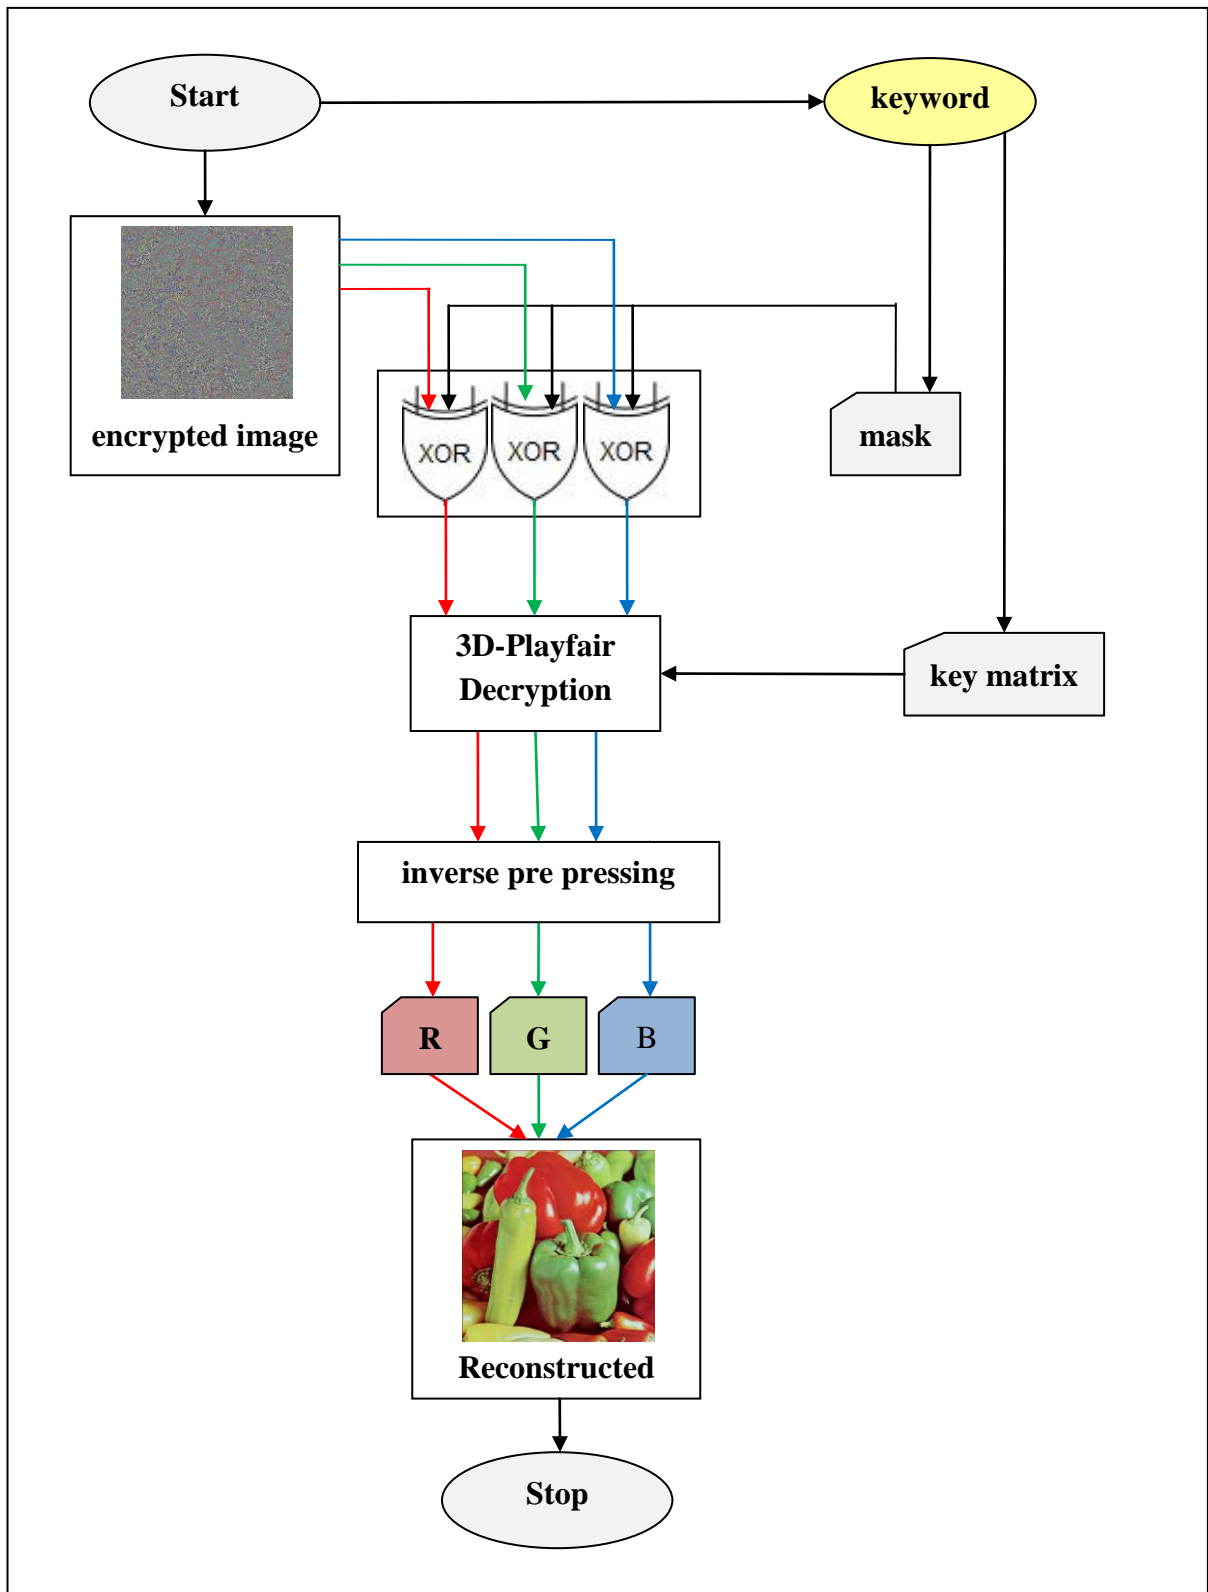 Start
keyword
encrypted image
XOR
XOR
XOR
mask
3D-Playfair
Decryption
key matrix
inverse pre pressing
R
G
B
Reconstructed
Stop